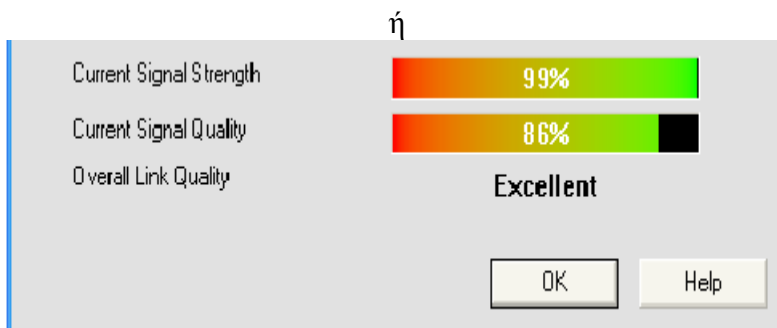 ή
Current Signal Strength 99%
Current Signal Quality 86%
Overall Link Quality Excellent
OK Help